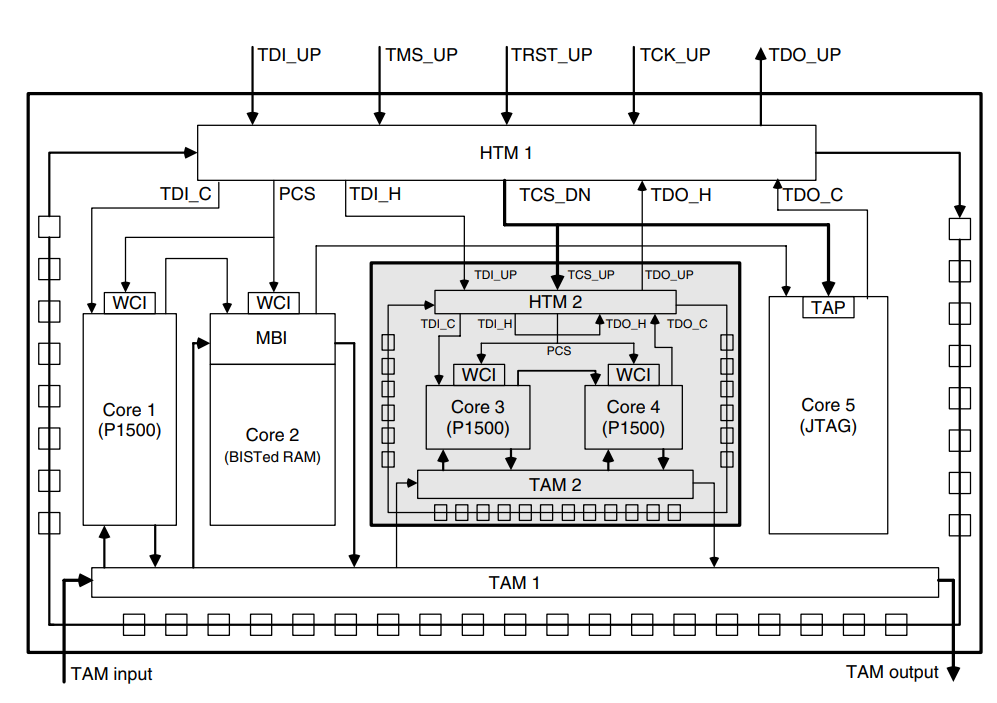 TDI_UP
TMS_UP
TRST_UP
TCK_UP
TDO_UP
HTM 1
TDI_C
PCS
TDI_H
TCS_DN
TDO_H
TDO_C
TDI_UP
TCS_UP
TDO_UP
WCI
WCI
HTM 2
TAP
TDI_C
TDI_H
TDO_H
TDO_C
MBI
PCS
WCI
WCI
Core 1
(P1500)
Core 2
(BISTed RAM)
Core 3
(P1500)
Core 4
(P1500)
Core 5
(JTAG)
TAM 2
TAM 1
TAM input
TAM output